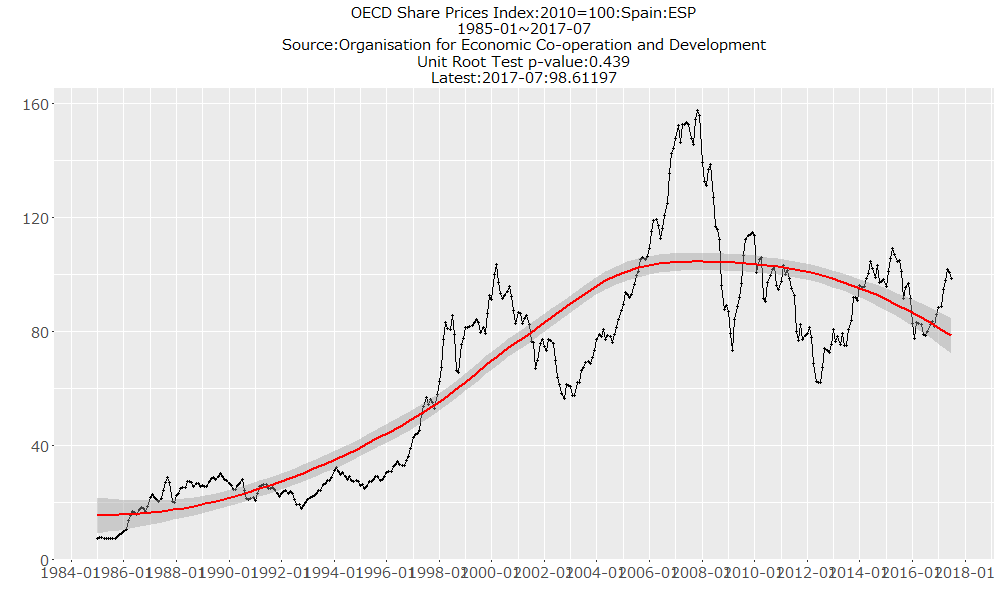 OECD Share Prices Index:2010=100:Spain:ESP
1985-01~2017-07
Source:Organisation for Economic Co-operation and Development
Unit Root Test p-value:0.439
Latest:2017-07:98.61197
160
120
80
40
0
1984-01 1986-01 1988-01 1990-01 1992-01 1994-01 1996-01 1998-01 2000-01 2002-01 2004-01 2006-01 2008-01 2010-01 2012-01 2014-01 2016-01 2018-01